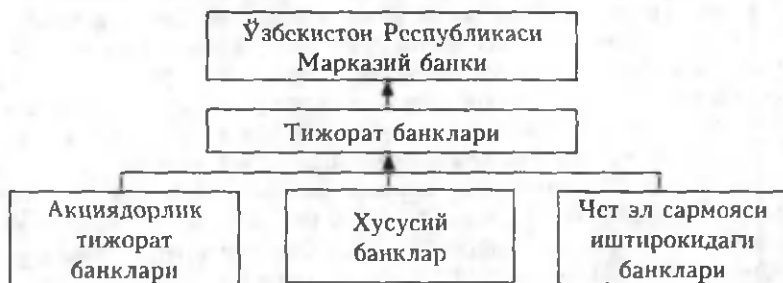 Ўзбекистон Республикаси
Марказий банки
Тижорат банклари
Акциядорлик
тижорат
банклари
Хусусий
банклар
Чет эл сармояси
иштирокидаги
банклари